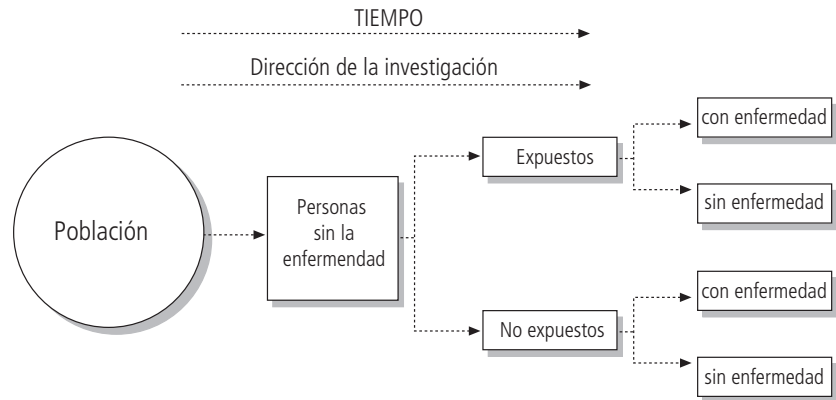 TIEMPO
Dirección de la investigación
Población
Personas
sin la
enfermendad
Expuestos
No expuestos
con enfermedad
sin enfermedad
con enfermedad
sin enfermedad